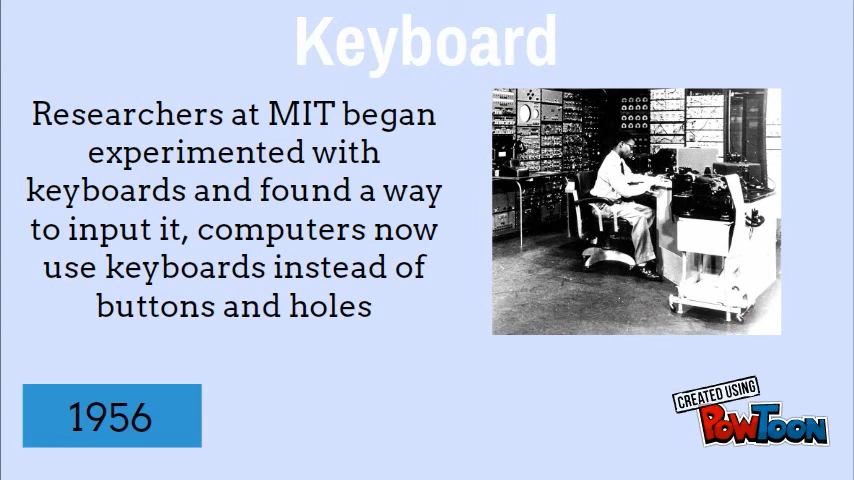 Keyboard
Researchers at MIT began
experimented with
keyboards and found a way
to input it, computers now
use keyboards instead of
buttons and holes
1956
CREATED USING
POWTOON